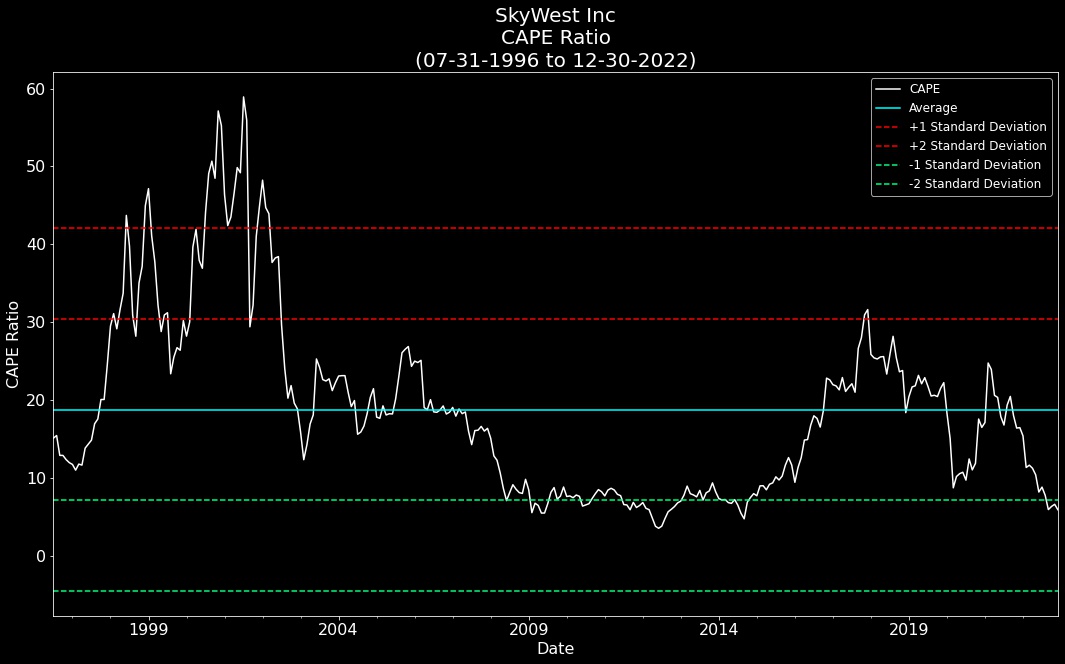 SkyWest Inc
CAPE Ratio
(07-31-1996 to 12-30-2022)
CAPE
Average
+1 Standard Deviation
+2 Standard Deviation
-1 Standard Deviation
-2 Standard Deviation
60
50
40
30
20
10
0
CAPE Ratio
1999
2004
2009
2014
2019
Date